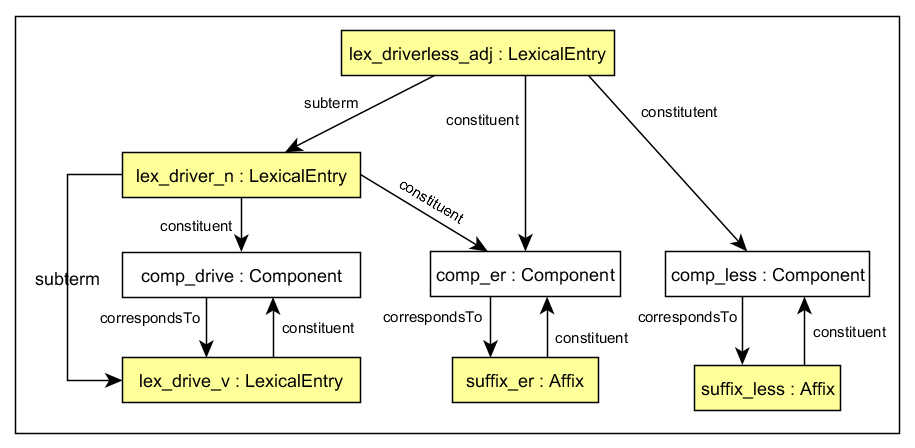 lex_driverless_adj : LexicalEntry
subterm
constituent
constitutent
lex_driver_n : LexicalEntry
constituent
constituent
subterm
comp_drive : Component
comp_er : Component
comp_less : Component
correspondsTo
constituent
correspondsTo
constituent
correspondsTo
constituent
lex_drive_v : LexicalEntry
suffix_er : Affix
suffix_less : Affix